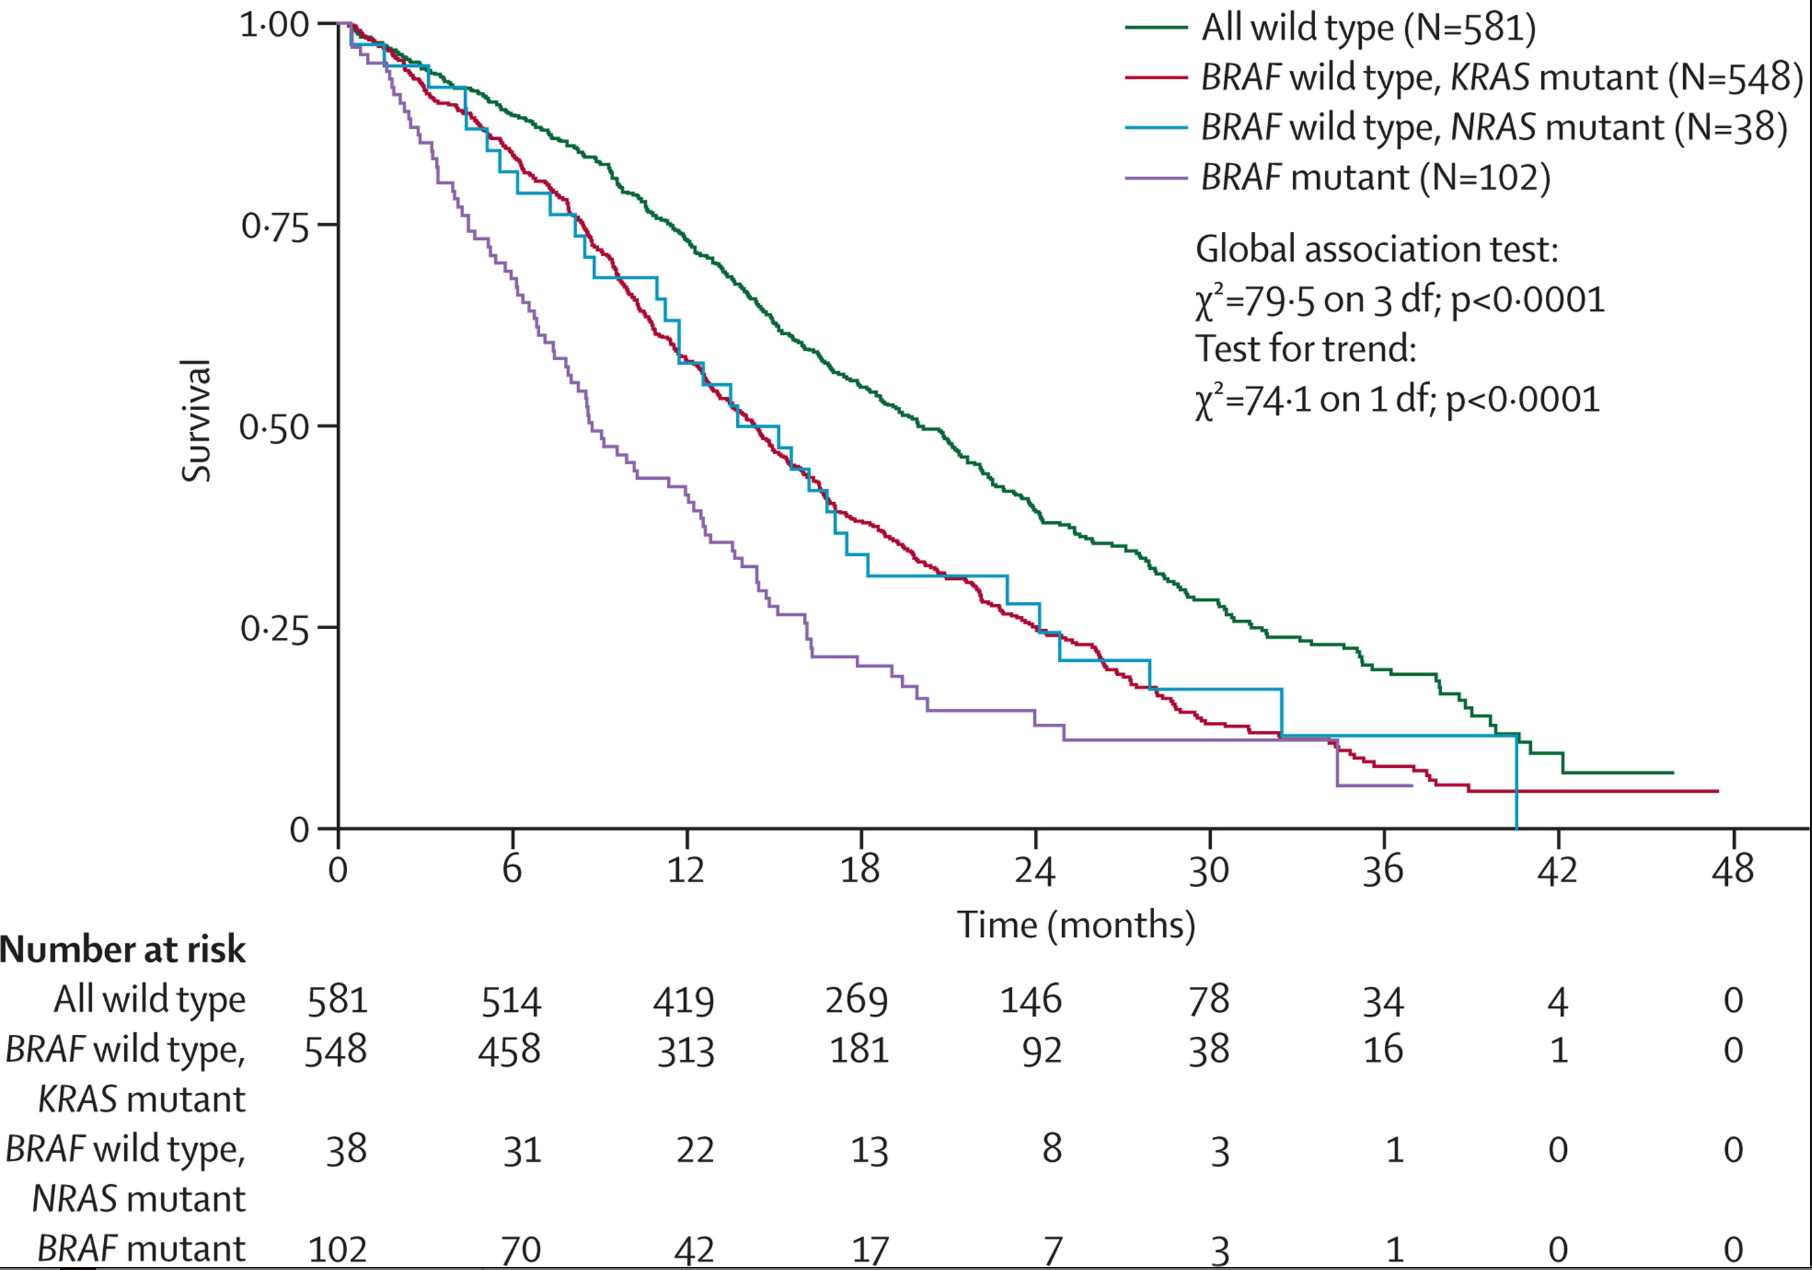 1·00
0·75
0·50
0·25
0
Survival
All wild type (N=581)
BRAF wild type, KRAS mutant (N=548)
BRAF wild type, NRAS mutant (N=38)
BRAF mutant (N=102)
Global association test:
χ²=79·5 on 3 df; p<0·0001
Test for trend:
χ²=74·1 on 1 df; p<0·0001
0 6 12 18 24 30 36 42 48
Time (months)
Number at risk
All wild type 581 514 419 269 146 78 34 4 0
BRAF wild type, 548 458 313 181 92 38 16 1 0
KRAS mutant
BRAF wild type, 38 31 22 13 8 3 1 0 0
NRAS mutant
BRAF mutant 102 70 42 17 7 3 1 0 0